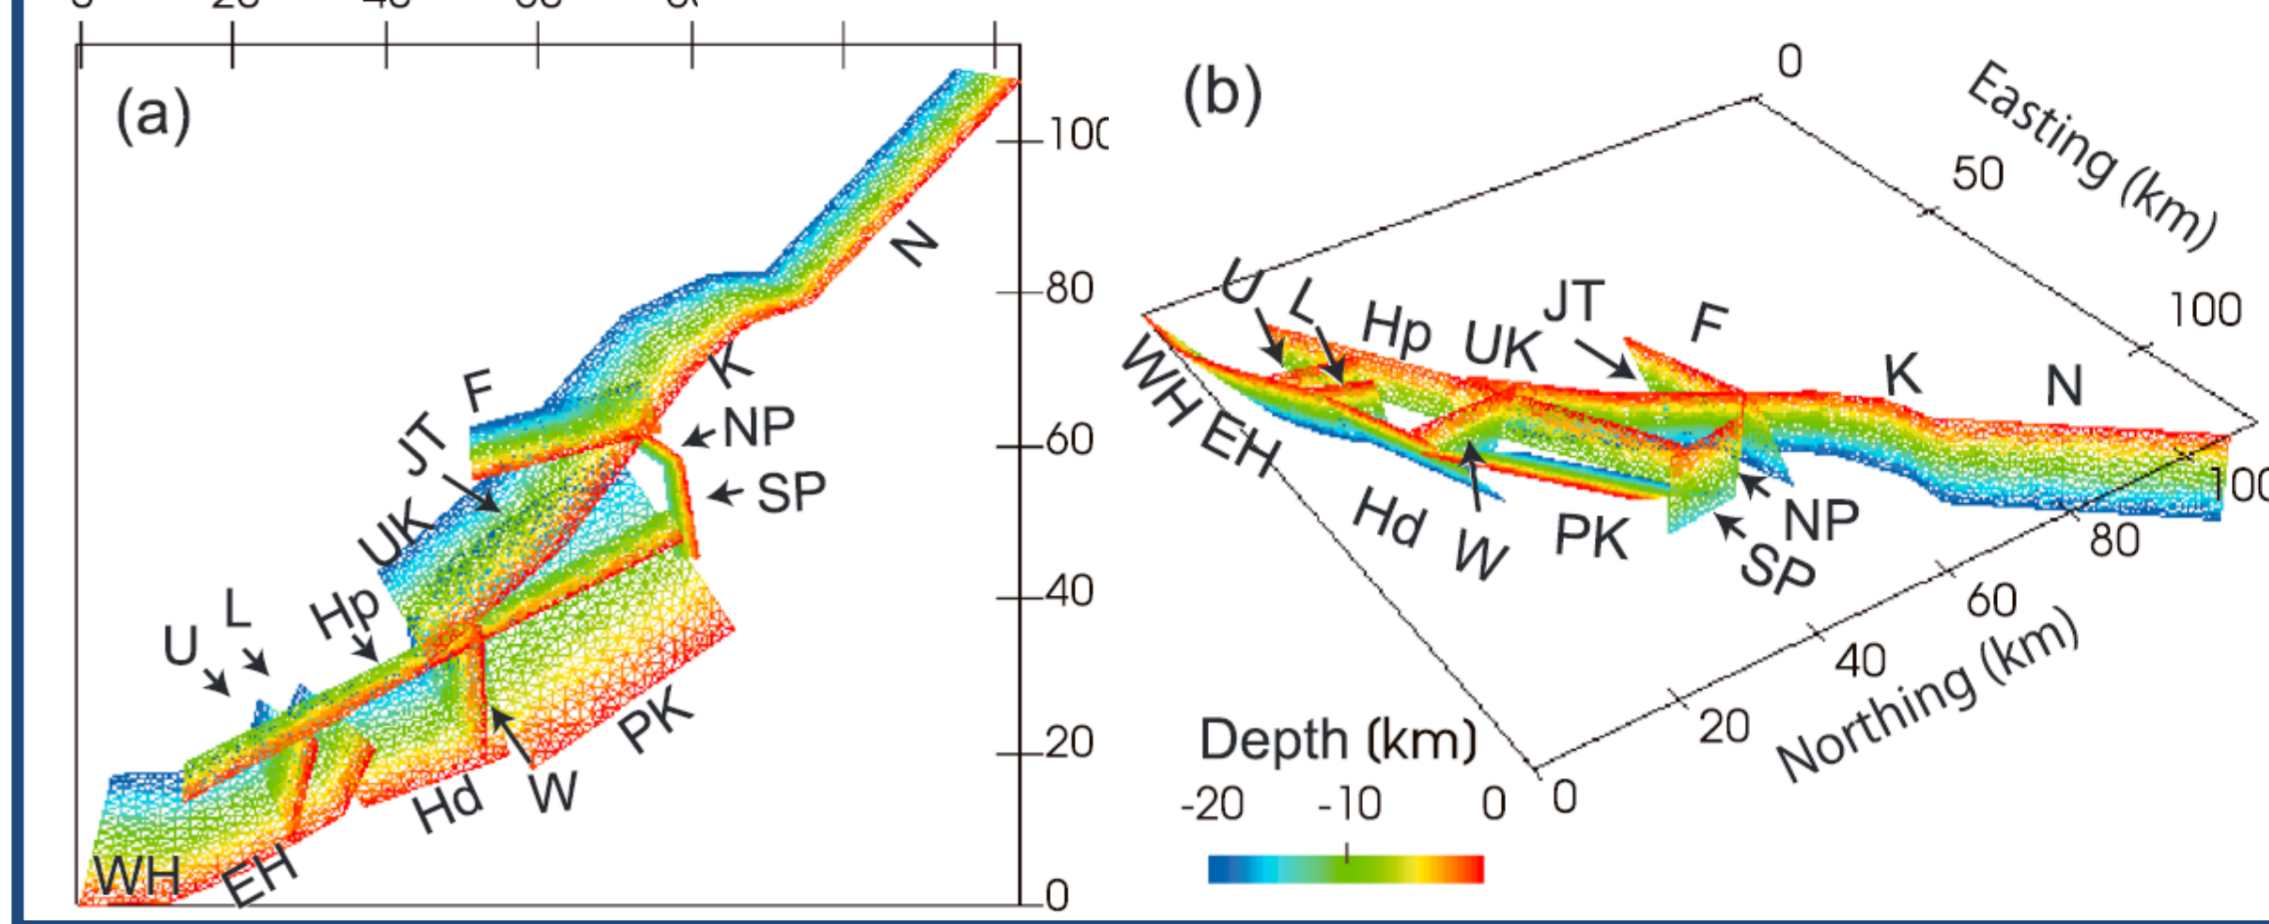 (a)
100
80
60
40
20
0
N
K
F
NP
JT
SP
UK
Hp
L
U
PK
W
Hd
EH
WH
(b)
0
Easting (km)
50
100
U
L
Hp
UK
JT
F
K
N
WH
EH
Hd
W
PK
NP
SP
100
80
60
40
20
0
Northing (km)
Depth (km)
-20 -10 0